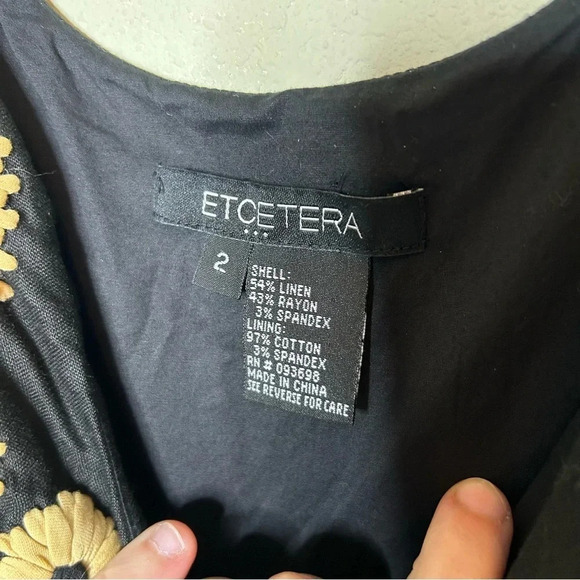 ETCETERA
2
SHELL:
54% LINEN
43% RAYON
3% SPANDEX
LINING:
97% COTTON
3% SPANDEX
RN # 093698
MADE IN CHINA
SEE REVERSE FOR CARE